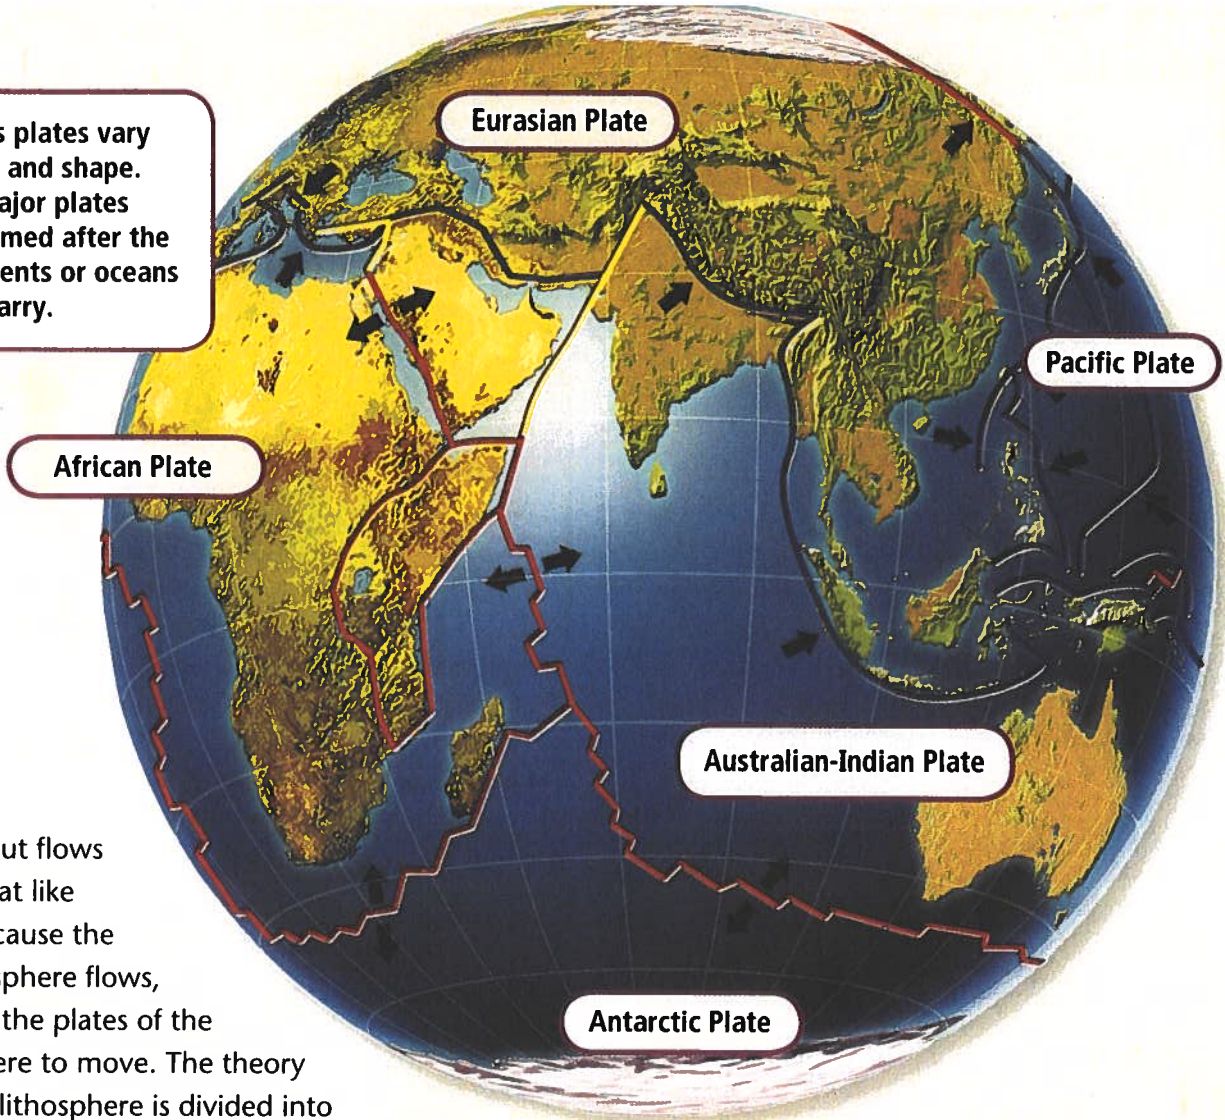 s plates vary
and shape.
ajor plates
med after the
ents or oceans
arry.
Eurasian Plate
Pacific Plate
African Plate
Australian-Indian Plate
Antarctic Plate
ut flows
at like
cause the
sphere flows,
the plates of the
ere to move. The theory
lithosphere is divided into